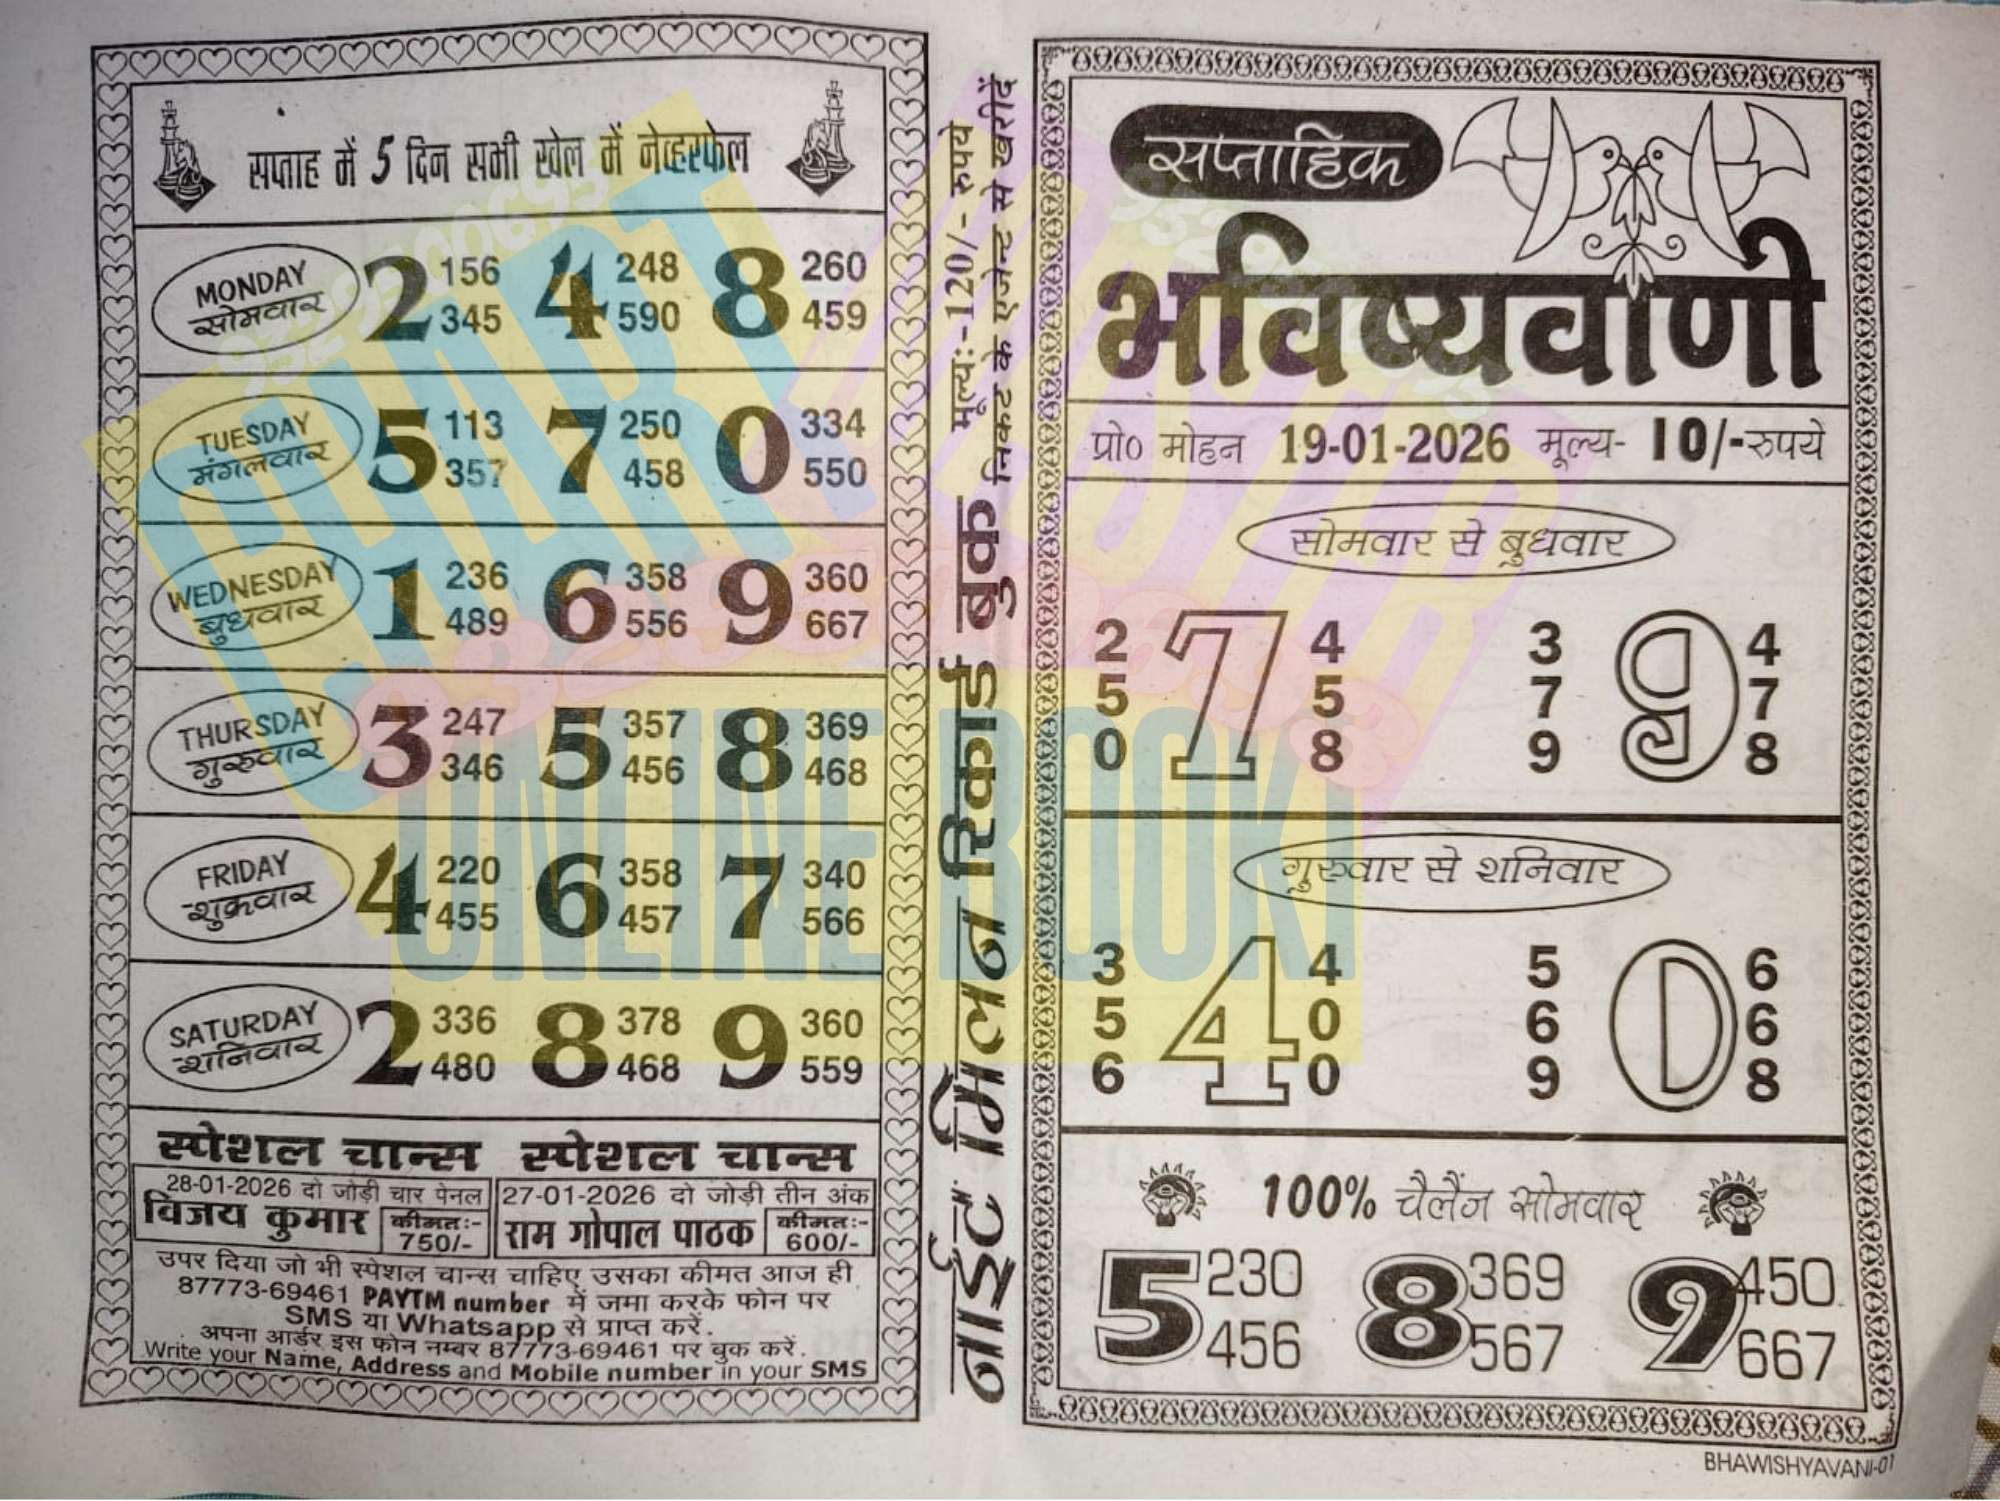 सप्ताह में 5 दिन सभी खेल में नेव्हरफेल
MONDAY
सोमवार
2 156 345 4 248 590 8 260 459
TUESDAY
मंगलवार
5 113 357 7 250 458 0 334 550
WEDNESDAY
बुधवार
1 236 489 6 358 556 9 360 667
THURSDAY
गुरुवार
3 247 346 5 357 456 8 369 468
FRIDAY
शुक्रवार
4 220 455 6 358 457 7 340 566
SATURDAY
शनिवार
2 336 480 8 378 468 9 360 559
स्पेशल चान्स स्पेशल चान्स
28-01-2026 दो जोड़ी चार पेनल
विजय कुमार कीमतः-
750/-
27-01-2026 दो जोड़ी तीन अंक
राम गोपाल पाठक कीमतः-
600/-
उपर दिया जो भी स्पेशल चान्स चाहिए उसका कीमत आज ही
87773-69461 PAYTM number में जमा करके फोन पर
SMS या Whatsapp से प्राप्त करें.
अपना आर्डर इस फोन नम्बर 87773-69461 पर बुक करें.
Write your Name, Address and Mobile number in your SMS
नाईट मिलन रिकार्ड बुक
मूल्यः-120/- रुपये
निकट के एजेन्ट से खरीदें
साप्ताहिक
भविष्यवाणी
प्रो० मोहन 19-01-2026 मूल्य- 10/-रुपये
सोमवार से बुधवार
2 4 3 4
5 7 5 7 9 7
0 8 9 8
गुरुवार से शनिवार
3 4 5 6
5 4 0 6 0 6
6 0 9 8
100% चैलेंज सोमवार
5 230 456 8 369 567 9 450 667
BHAWISHYAVANI-01
ONLINE BOOK